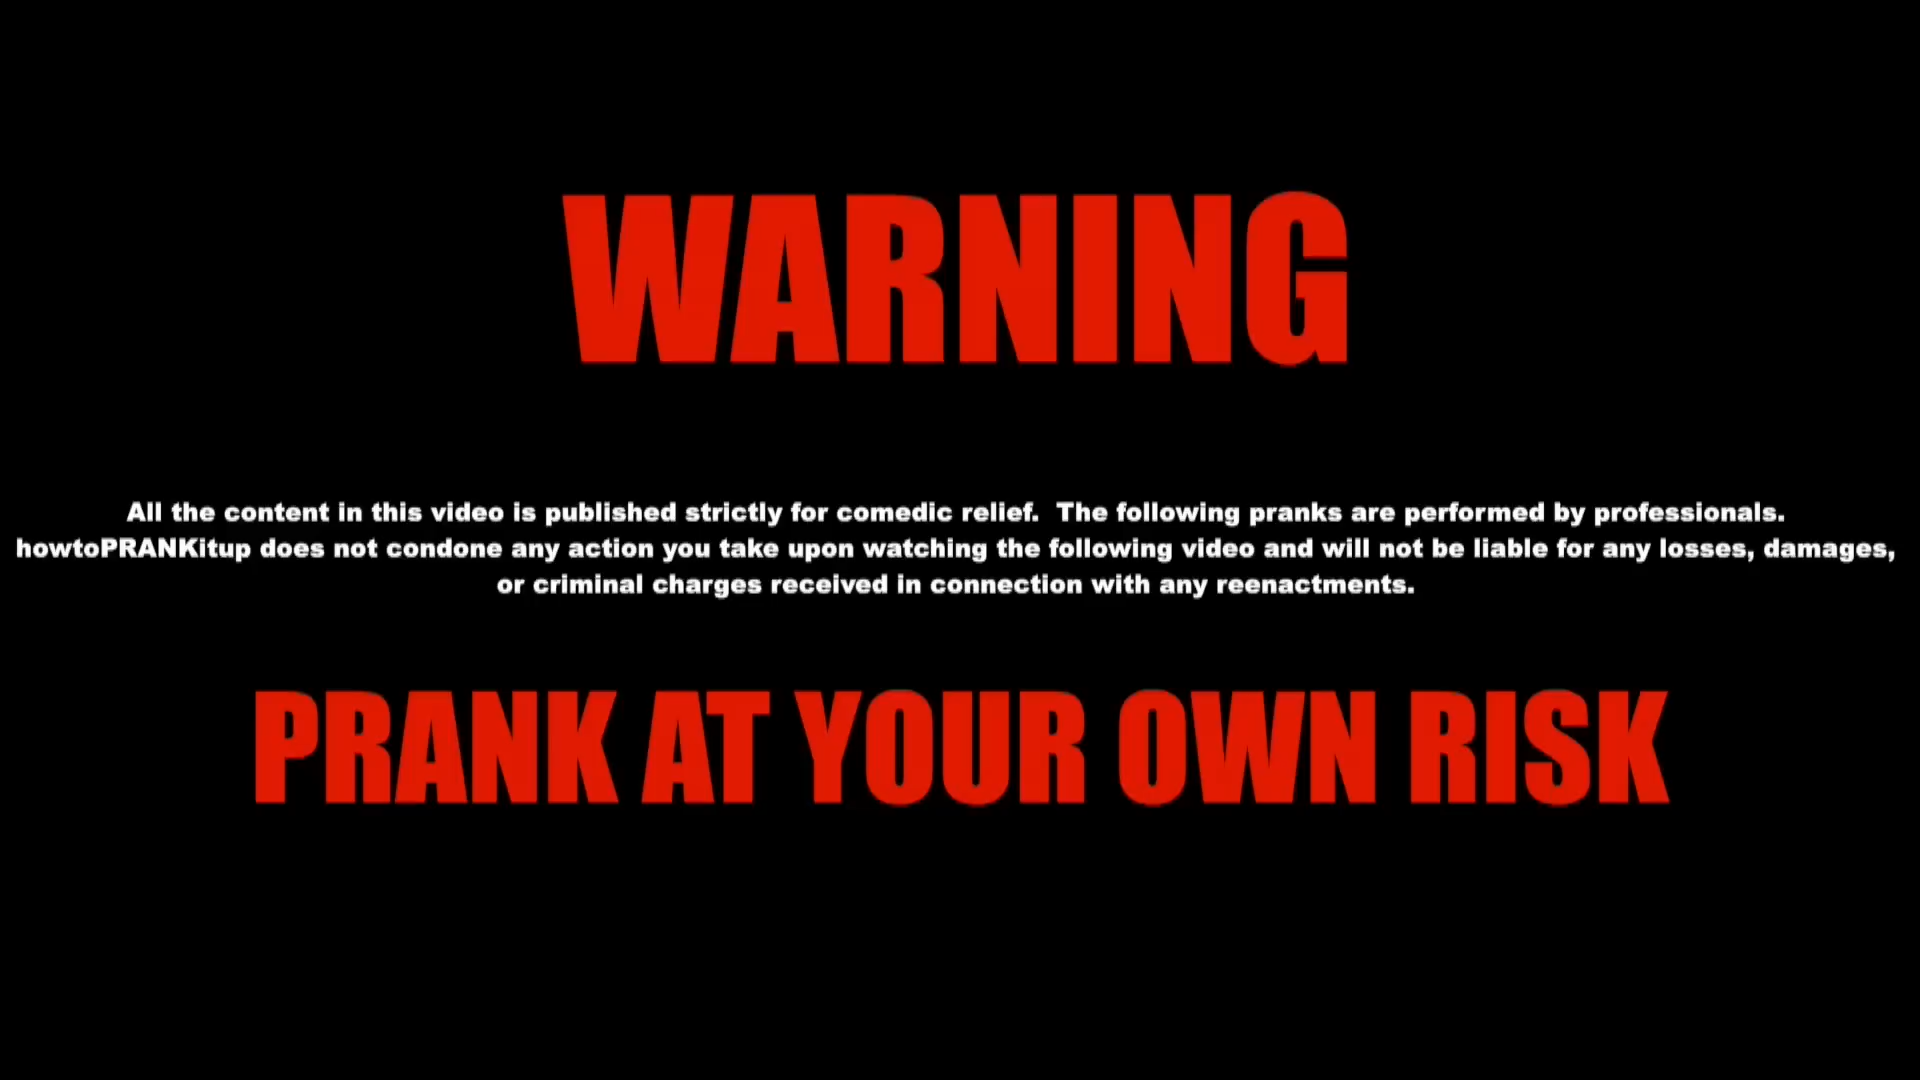 WARNING
All the content in this video is published strictly for comedic relief.  The following pranks are performed by professionals.
howtoPRANKitup does not condone any action you take upon watching the following video and will not be liable for any losses, damages,
or criminal charges received in connection with any reenactments.
PRANK AT YOUR OWN RISK